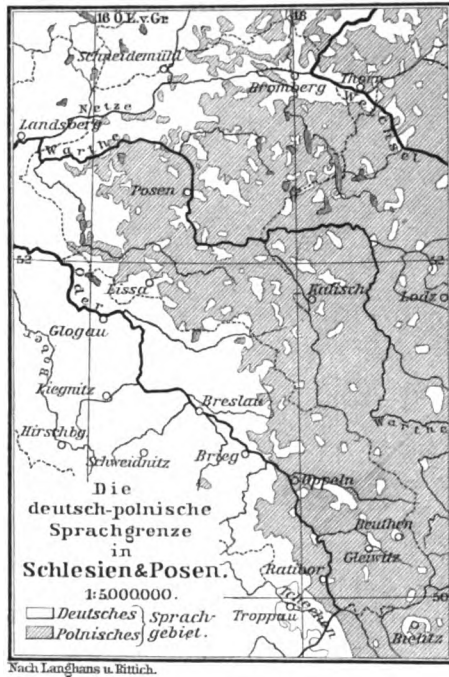 16 Ö.L.v.Gr
18
Schneidemühl
Bromberg
Thorn
Weichsel
Netze
Landsberg
Warthe
Posen
52
52
Lissa
Oder
Kalisch
Lodz
Glogau
Bober
Liegnitz
Breslau
Warthe
Hirschbg.
Schweidnitz
Brieg
Oppeln
Beuthen
Gleiwitz
Ratibor
Tschechen
50
Troppau
Bielitz
Die
deutsch-polnische
Sprachgrenze
in
Schlesien & Posen.
1:5000000.
Deutsches } Sprach-
Polnisches } gebiet.
Nach Langhans u. Rittich.